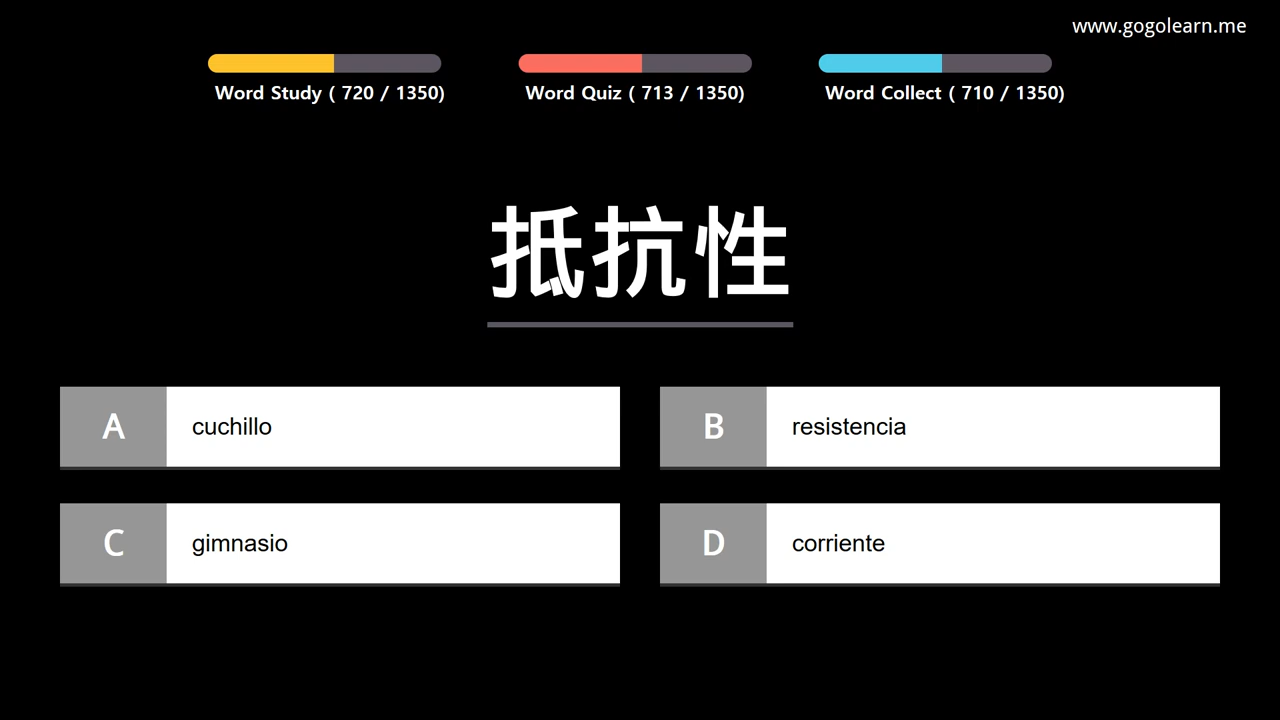 www.gogolearn.me
Word Study ( 720 / 1350)
Word Quiz ( 713 / 1350)
Word Collect ( 710 / 1350)
抵抗性
A cuchillo
B resistencia
C gimnasio
D corriente